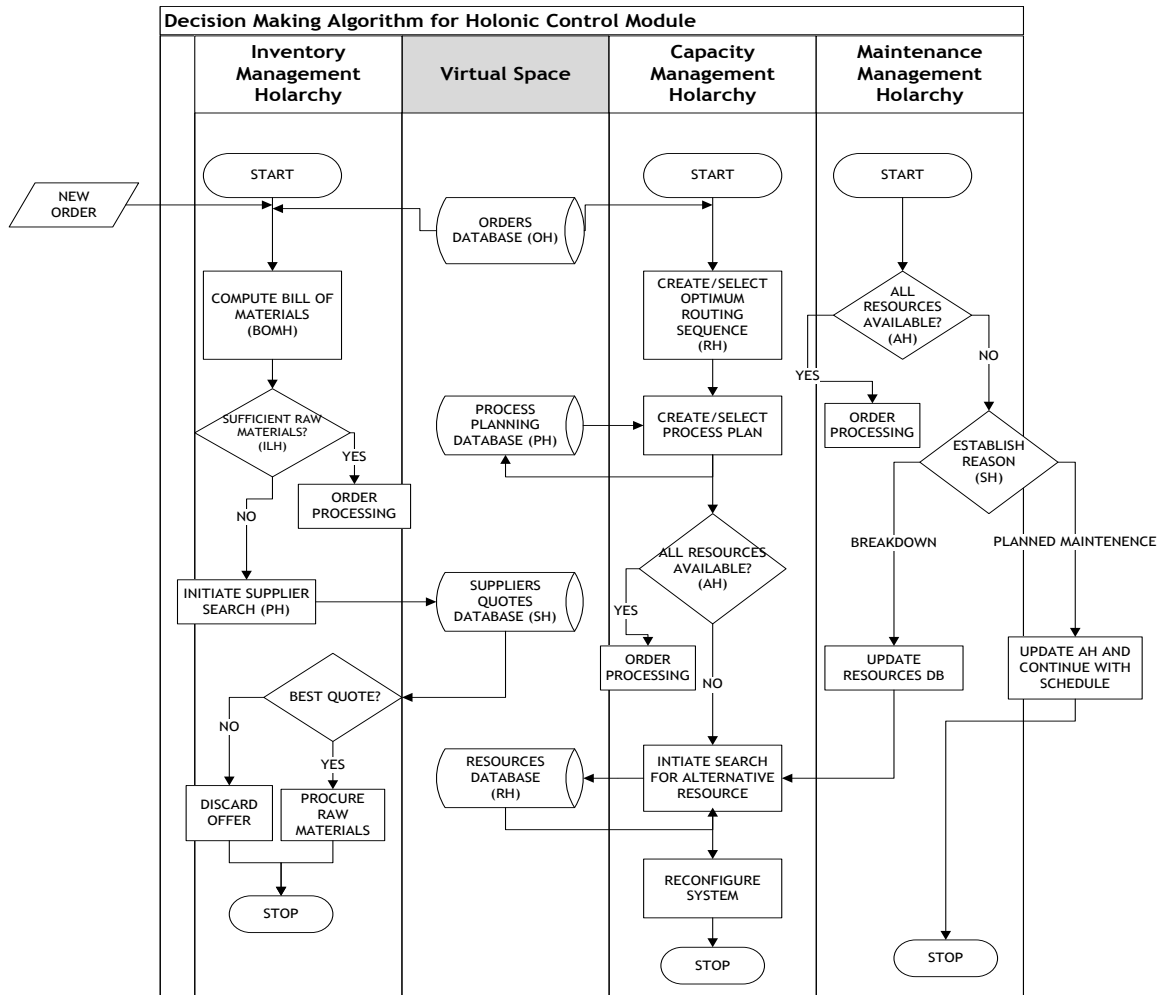 Decision Making Algorithm for Holonic Control Module
Inventory
Management
Holarchy
Virtual Space
Capacity
Management
Holarchy
Maintenance
Management
Holarchy
START
START
START
NEW
ORDER
ORDERS
DATABASE (OH)
COMPUTE BILL OF
MATERIALS
(BOMH)
CREATE/SELECT
OPTIMUM
ROUTING
SEQUENCE
(RH)
ALL
RESOURCES
AVAILABLE?
(AH)
NO
YES
SUFFICIENT RAW
MATERIALS?
(ILH)
YES
PROCESS
PLANNING
DATABASE (PH)
CREATE/SELECT
PROCESS PLAN
ORDER
PROCESSING
ESTABLISH
REASON
(SH)
ORDER
PROCESSING
NO
ALL RESOURCES
AVAILABLE?
(AH)
BREAKDOWN
PLANNED MAINTENENCE
INITIATE SUPPLIER
SEARCH (PH)
SUPPLIERS
QUOTES
DATABASE (SH)
YES
ORDER
PROCESSING
NO
UPDATE
RESOURCES DB
UPDATE AH AND
CONTINUE WITH
SCHEDULE
BEST QUOTE?
NO
YES
RESOURCES
DATABASE
(RH)
INTIATE SEARCH
FOR ALTERNATIVE
RESOURCE
DISCARD
OFFER
PROCURE
RAW
MATERIALS
RECONFIGURE
SYSTEM
STOP
STOP
STOP